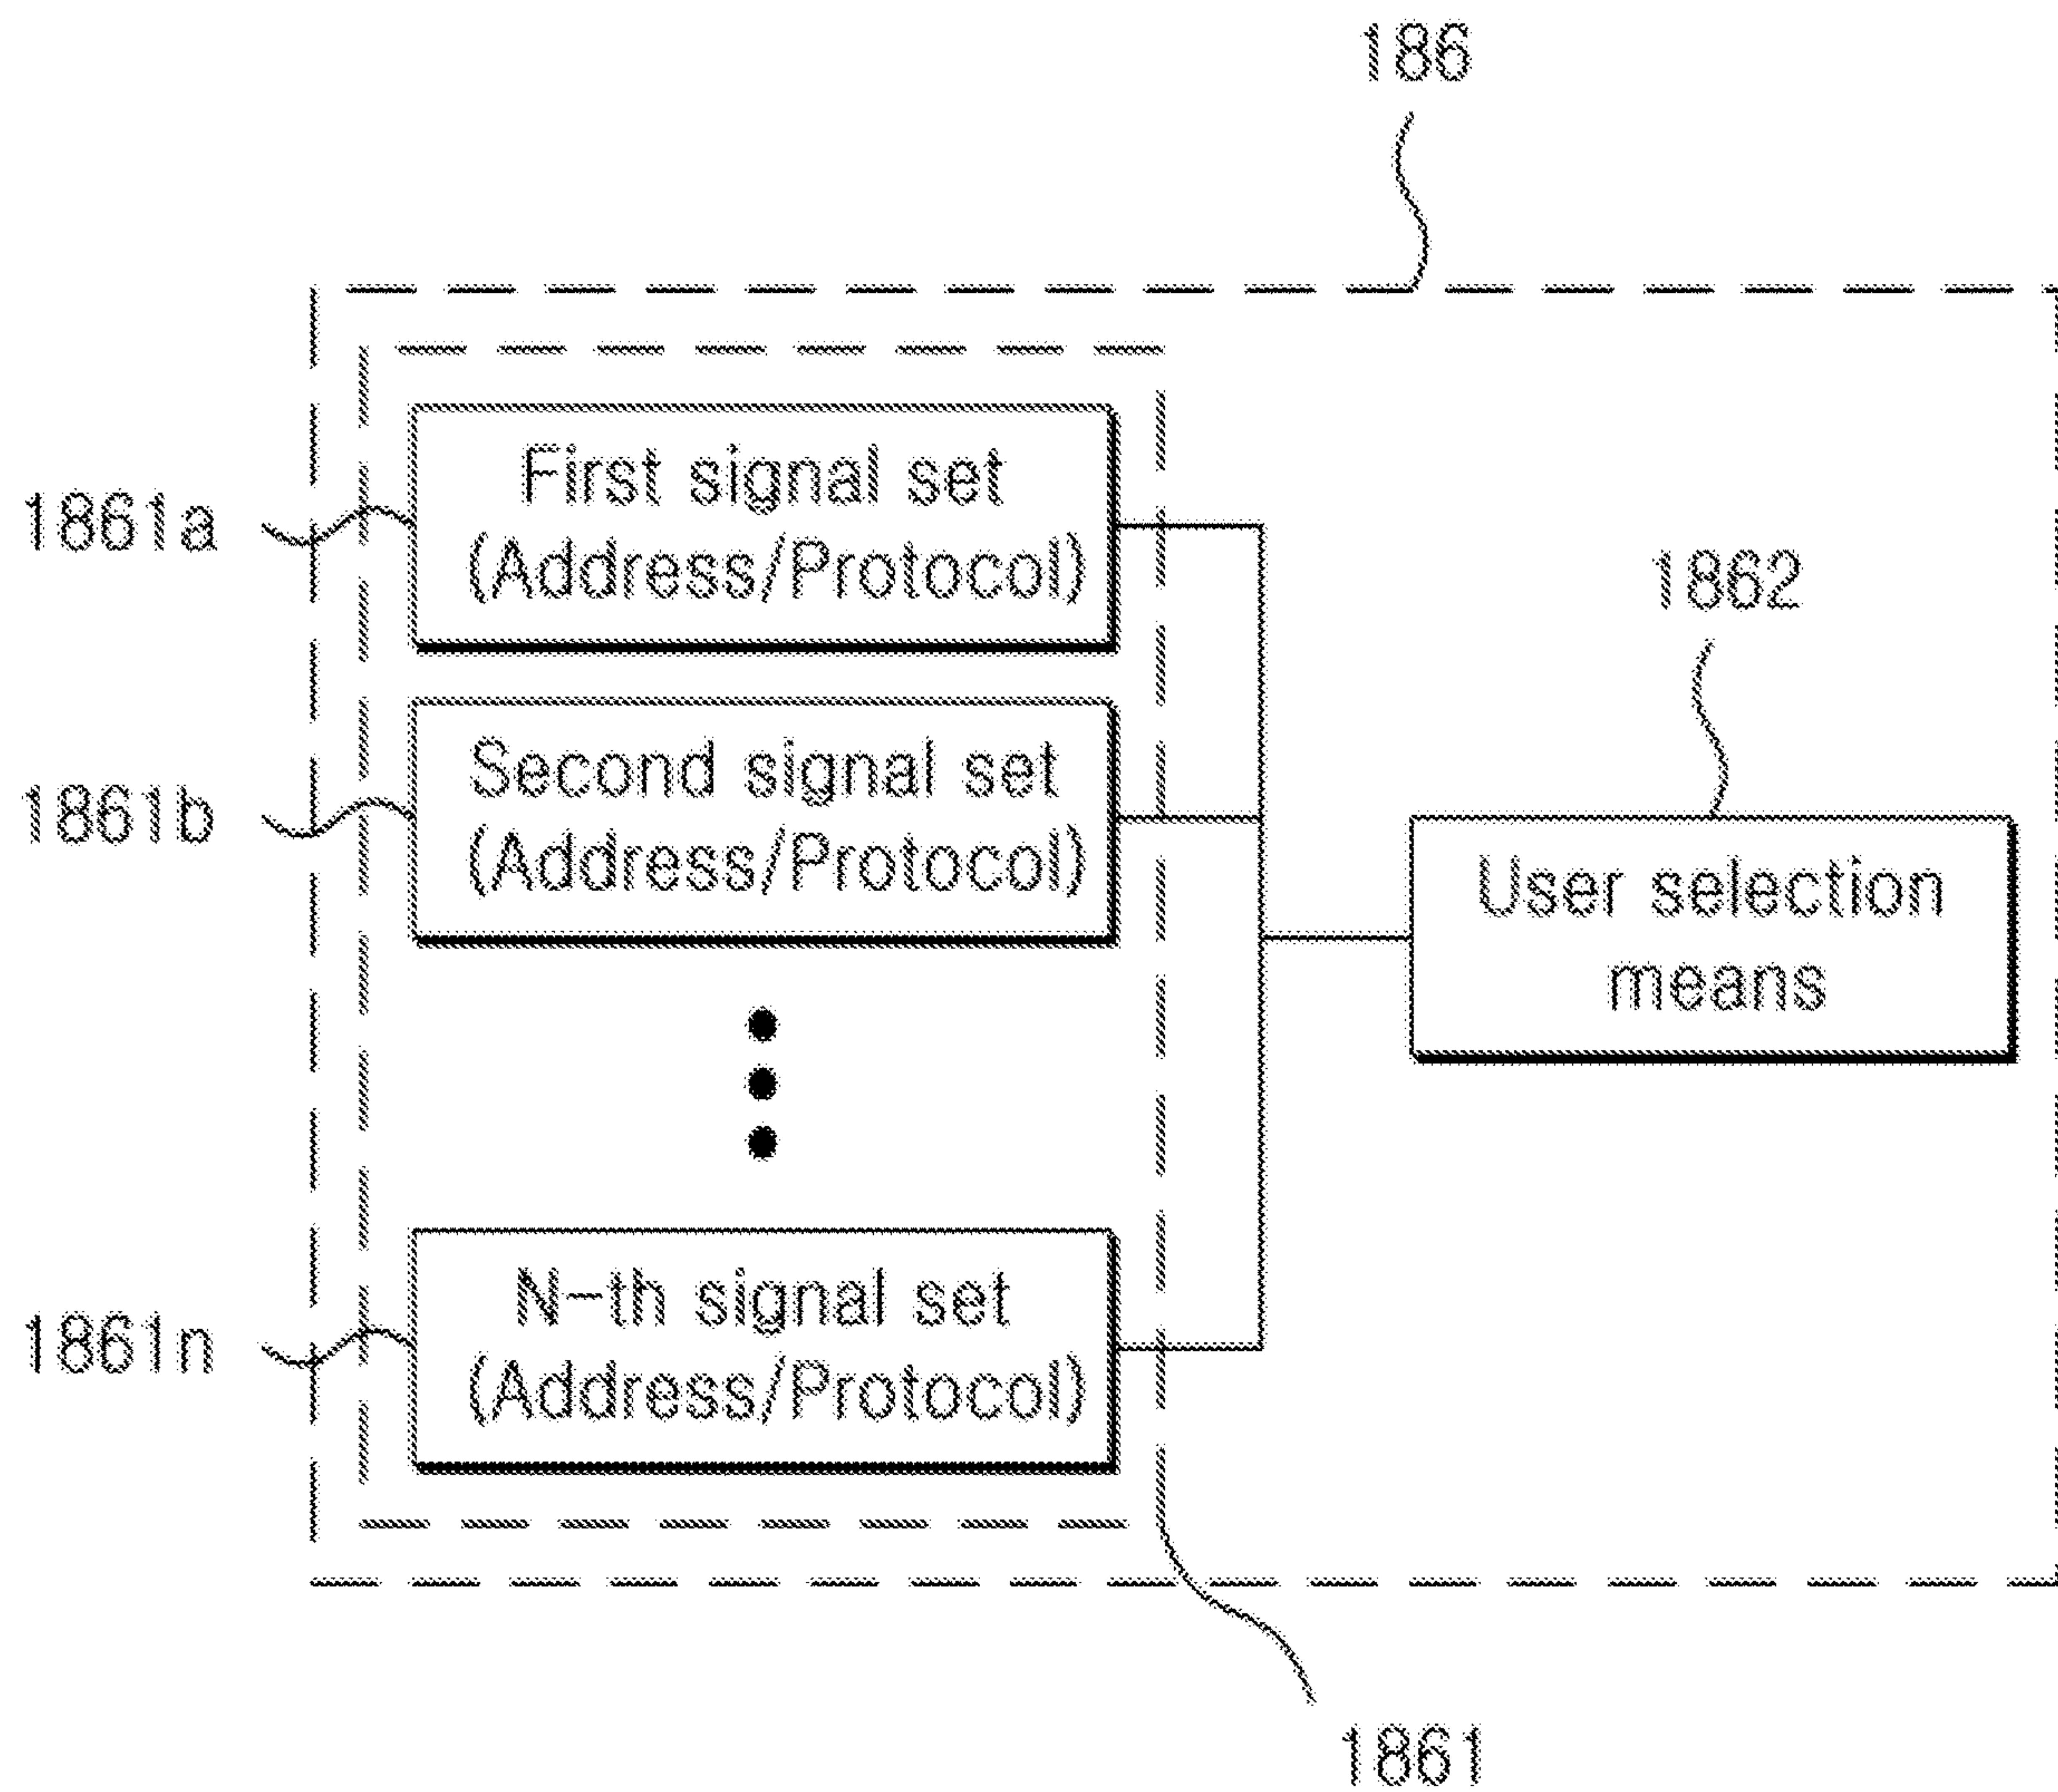 186
First signal set
(Address/Protocol)
1861a
1862
Second signal set
(Address/Protocol)
1861b
User selection
means
N-th signal set
(Address/Protocol)
1861n
1861